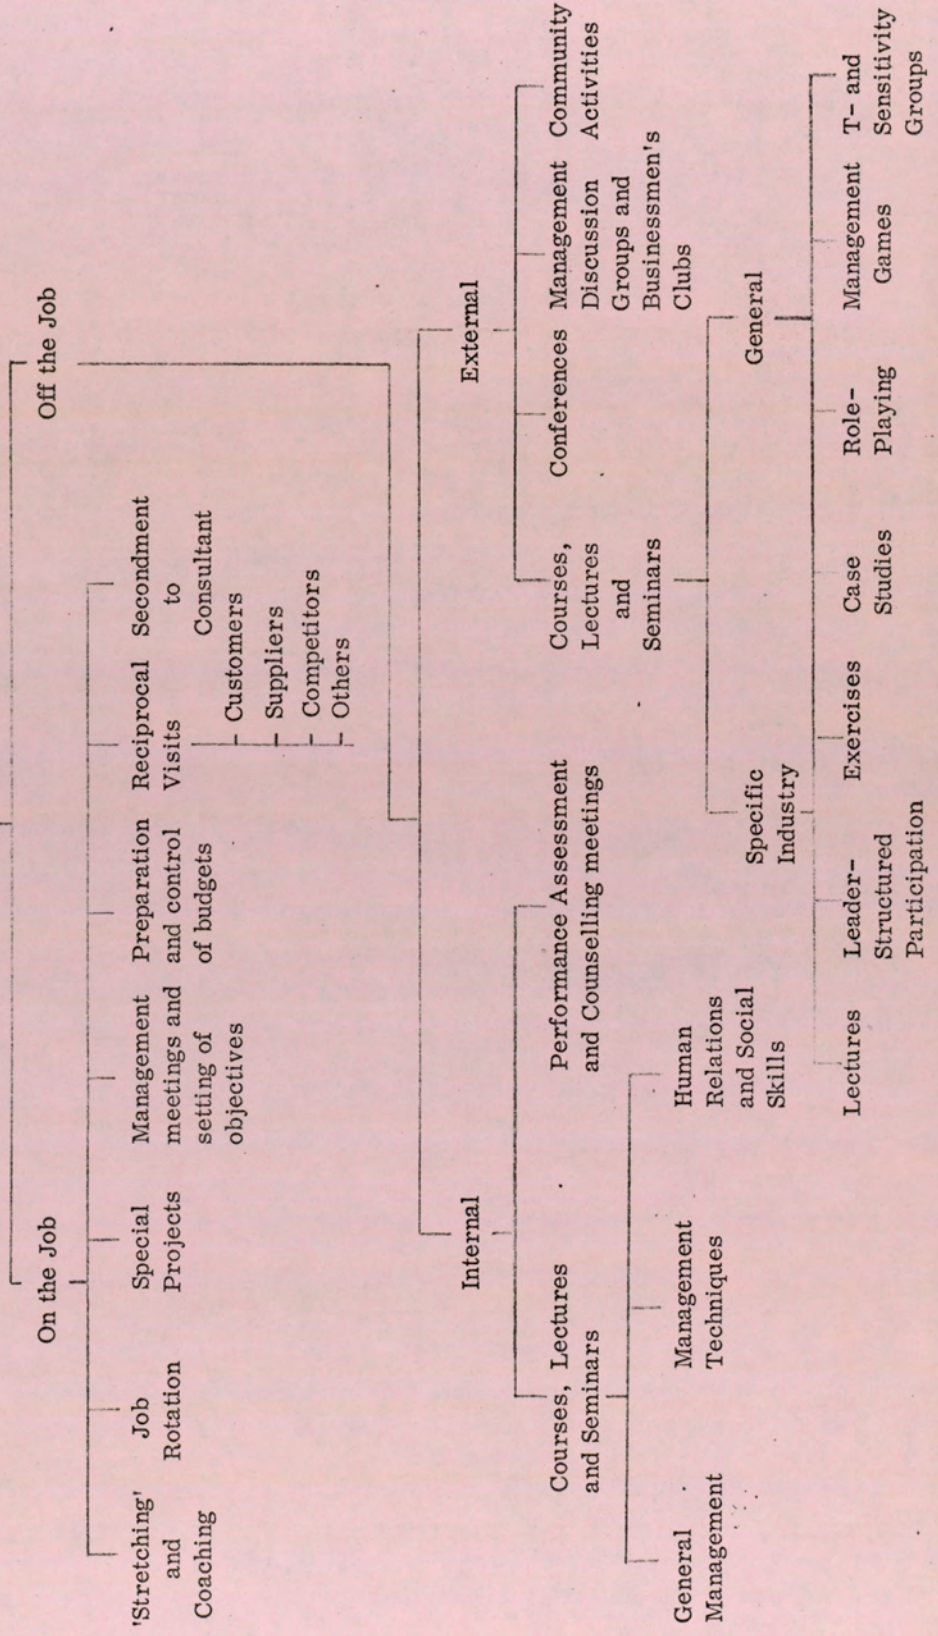 On the Job
Off the Job
'Stretching'
and
Coaching
Job
Rotation
Special
Projects
Management
meetings and
setting of
objectives
Preparation
and control
of budgets
Reciprocal
Visits
Customers
Suppliers
Competitors
Others
Secondment
to
Consultant
Internal
External
Courses, Lectures
and Seminars
Performance Assessment
and Counselling meetings
Courses,
Lectures
and
Seminars
Conferences
Management
Discussion
Groups and
Businessmen's
Clubs
Community
Activities
General
Management
Management
Techniques
Human
Relations
and Social
Skills
Specific
Industry
General
Lectures
Leader-
Structured
Participation
Exercises
Case
Studies
Role-
Playing
Management
Games
T- and
Sensitivity
Groups